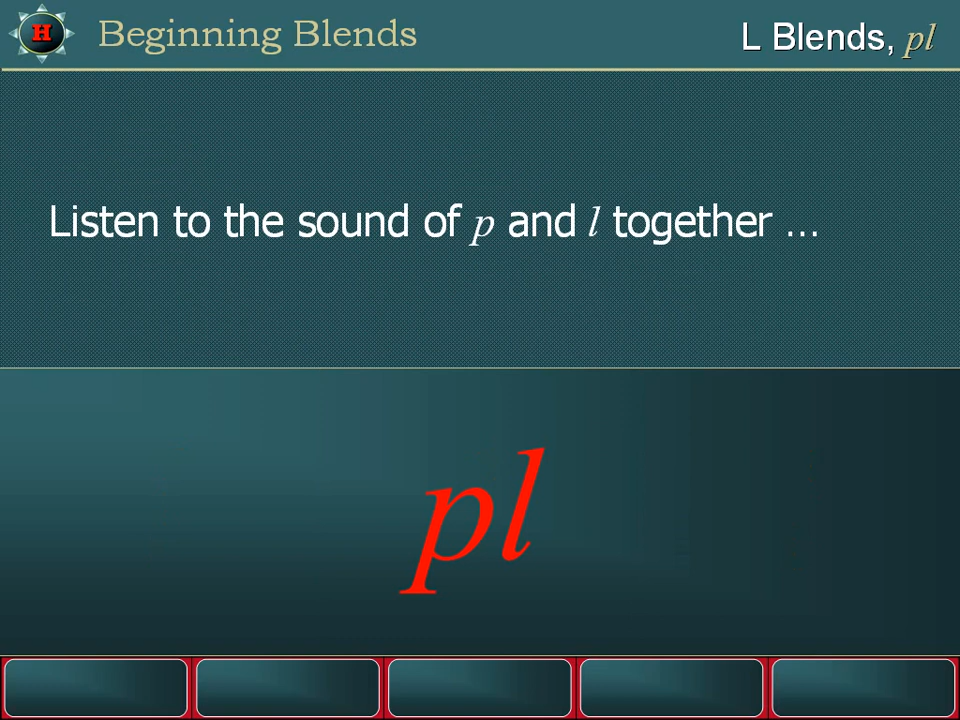 H
Beginning Blends
L Blends, pl
Listen to the sound of p and l together ...
pl